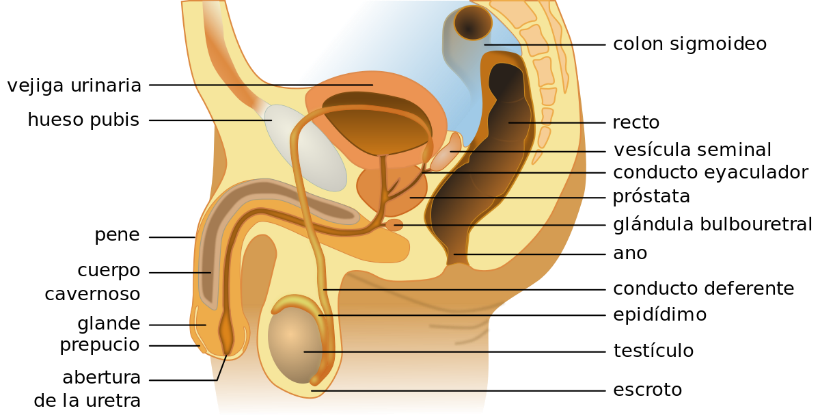 vejiga urinaria
hueso pubis
pene
cuerpo
cavernoso
glande
prepucio
abertura
de la uretra
colon sigmoideo
recto
vesícula seminal
conducto eyaculador
próstata
glándula bulbouretral
ano
conducto deferente
epidídimo
testículo
escroto